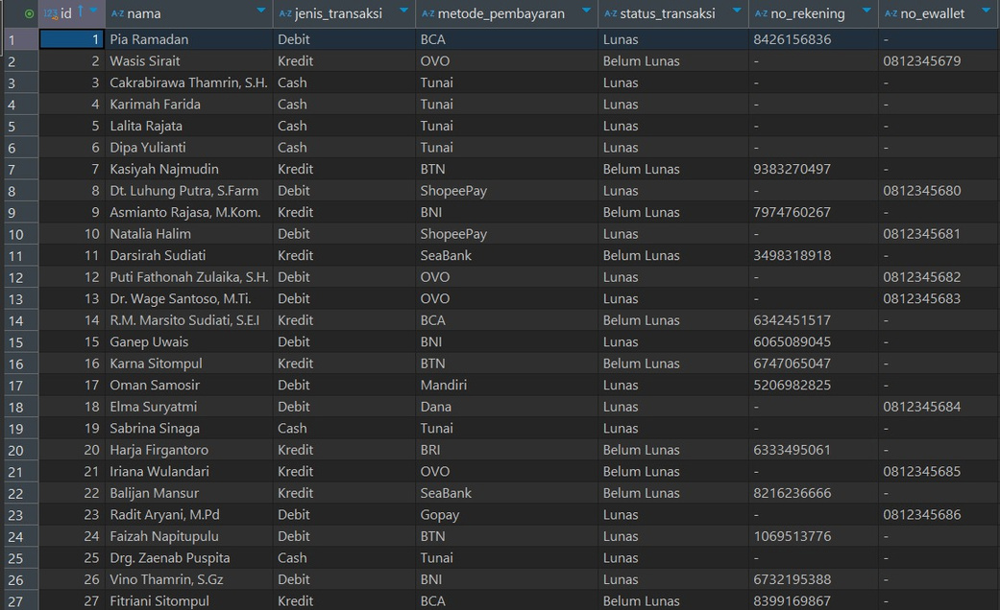 123 id A-Z nama A-Z jenis_transaksi A-Z metode_pembayaran A-Z status_transaksi A-Z no_rekening A-Z no_ewallet
1 1 Pia Ramadan Debit BCA Lunas 8426156836 -
2 2 Wasis Sirait Kredit OVO Belum Lunas - 0812345679
3 3 Cakrabirawa Thamrin, S.H. Cash Tunai Lunas - -
4 4 Karimah Farida Cash Tunai Lunas - -
5 5 Lalita Rajata Cash Tunai Lunas - -
6 6 Dipa Yulianti Cash Tunai Lunas - -
7 7 Kasiyah Najmudin Kredit BTN Belum Lunas 9383270497 -
8 8 Dt. Luhung Putra, S.Farm Debit ShopeePay Lunas - 0812345680
9 9 Asmianto Rajasa, M.Kom. Kredit BNI Belum Lunas 7974760267 -
10 10 Natalia Halim Debit ShopeePay Lunas - 0812345681
11 11 Darsirah Sudiati Kredit SeaBank Belum Lunas 3498318918 -
12 12 Puti Fathonah Zulaika, S.H. Debit OVO Lunas - 0812345682
13 13 Dr. Wage Santoso, M.Ti. Debit OVO Lunas - 0812345683
14 14 R.M. Marsito Sudiati, S.E.I Kredit BCA Belum Lunas 6342451517 -
15 15 Ganep Uwais Debit BNI Lunas 6065089045 -
16 16 Karna Sitompul Kredit BTN Belum Lunas 6747065047 -
17 17 Oman Samosir Debit Mandiri Lunas 5206982825 -
18 18 Elma Suryatmi Debit Dana Lunas - 0812345684
19 19 Sabrina Sinaga Cash Tunai Lunas - -
20 20 Harja Firgantoro Kredit BRI Belum Lunas 6333495061 -
21 21 Iriana Wulandari Kredit OVO Belum Lunas - 0812345685
22 22 Balijan Mansur Kredit SeaBank Belum Lunas 8216236666 -
23 23 Radit Aryani, M.Pd Debit Gopay Lunas - 0812345686
24 24 Faizah Napitupulu Debit BTN Lunas 1069513776 -
25 25 Drg. Zaenab Puspita Cash Tunai Lunas - -
26 26 Vino Thamrin, S.Gz Debit BNI Lunas 6732195388 -
27 27 Fitriani Sitompul Kredit BCA Belum Lunas 8399169867 -